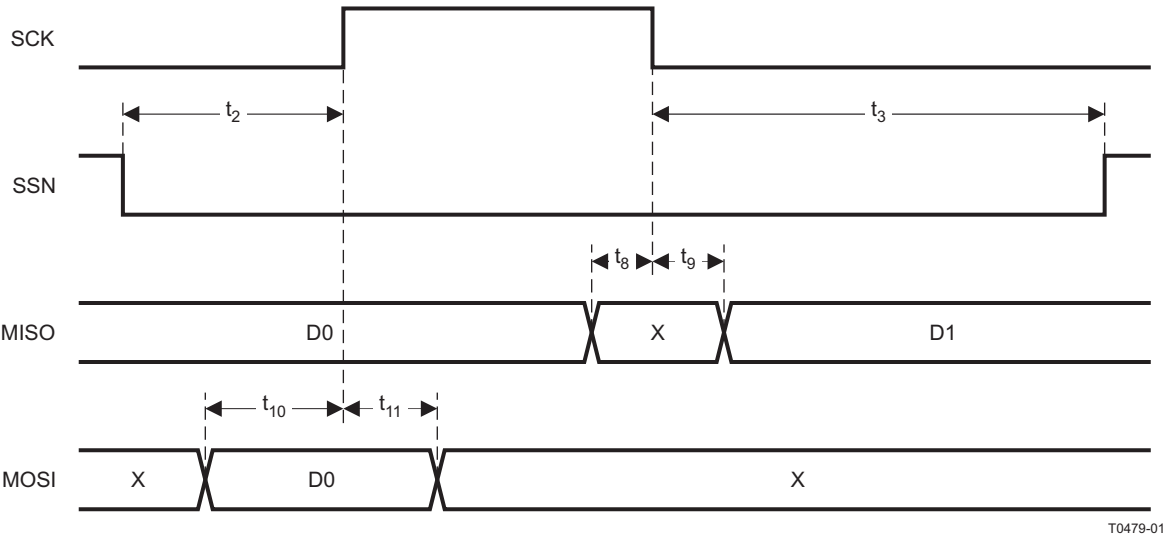 SCK
t2
t3
SSN
t8
t9
MISO
D0
X
D1
t10
t11
MOSI
X
D0
X
T0479-01